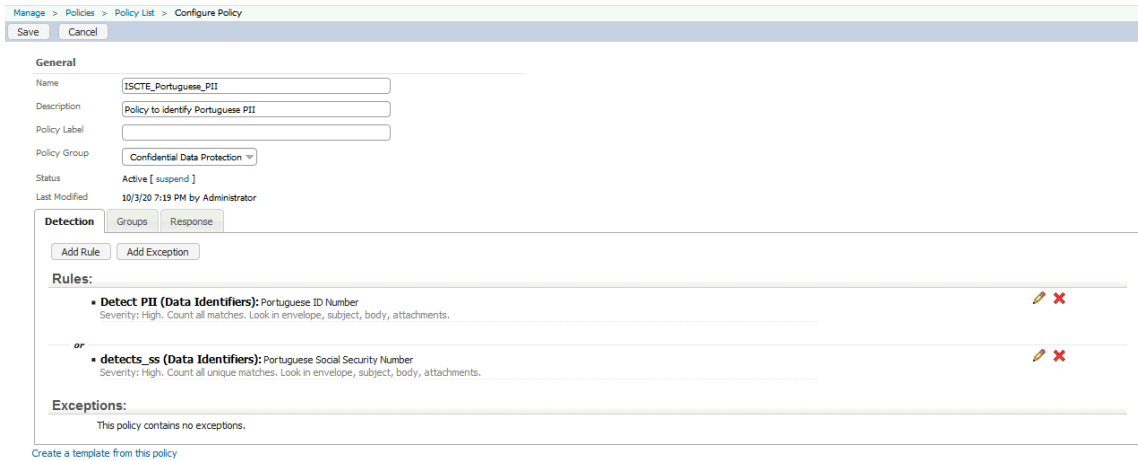 Manage > Policies > Policy List > Configure Policy
Save Cancel
General
Name ISCTE_Portuguese_PII
Description Policy to identify Portuguese PII
Policy Label
Policy Group Confidential Data Protection
Status Active [ suspend ]
Last Modified 10/3/20 7:19 PM by Administrator
Detection Groups Response
Add Rule Add Exception
Rules:
▪ Detect PII (Data Identifiers): Portuguese ID Number
Severity: High. Count all matches. Look in envelope, subject, body, attachments.
or
▪ detects_ss (Data Identifiers): Portuguese Social Security Number
Severity: High. Count all unique matches. Look in envelope, subject, body, attachments.
Exceptions:
This policy contains no exceptions.
Create a template from this policy